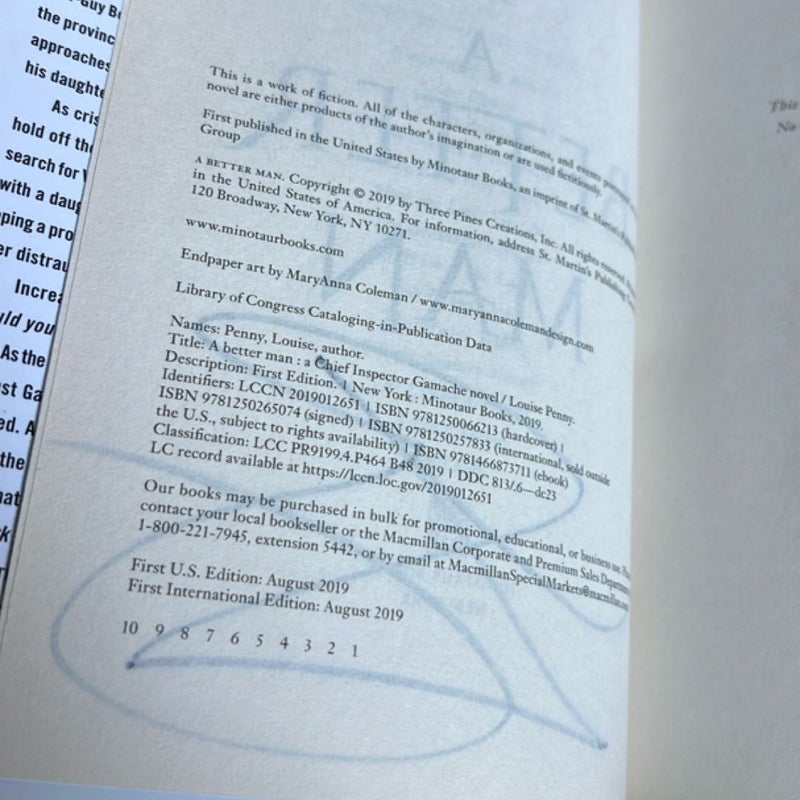 Guy B
the provinc
approaches
his daughte
As cris
hold off the
search for
with a daug
ping a pro
er distrau
Increa
uld you
As the
st Ga
ed. A
the
A
BETTER
MAN
This is a work of fiction. All of the characters, organizations, and events
novel are either products of the author's imagination or are used fictitiously.
First published in the United States by Minotaur Books, an imprint of St. Martin's
Group
A BETTER MAN. Copyright © 2019 by Three Pines Creations, Inc. All rights reserved.
in the United States of America. For information, address St. Martin's Publishing
120 Broadway, New York, NY 10271.
www.minotaurbooks.com
Endpaper art by MaryAnna Coleman / www.maryannacolemandesign.com
Library of Congress Cataloging-in-Publication Data
Names: Penny, Louise, author.
Title: A better man : a Chief Inspector Gamache novel / Louise Penny.
Description: First Edition. | New York : Minotaur Books, 2019.
Identifiers: LCCN 2019012651 | ISBN 9781250066213 (hardcover) |
ISBN 9781250265074 (signed) | ISBN 9781250257833 (international, sold outside
the U.S., subject to rights availability) | ISBN 9781466873711 (ebook)
Classification: LCC PR9199.4.P464 B48 2019 | DDC 813/.6—dc23
LC record available at https://lccn.loc.gov/2019012651
Our books may be purchased in bulk for promotional, educational, or business use.
contact your local bookseller or the Macmillan Corporate and Premium Sales Department
1-800-221-7945, extension 5442, or by email at MacmillanSpecialMarkets@macmillan.com
First U.S. Edition: August 2019
First International Edition: August 2019
10 9 8 7 6 5 4 3 2 1
This
No